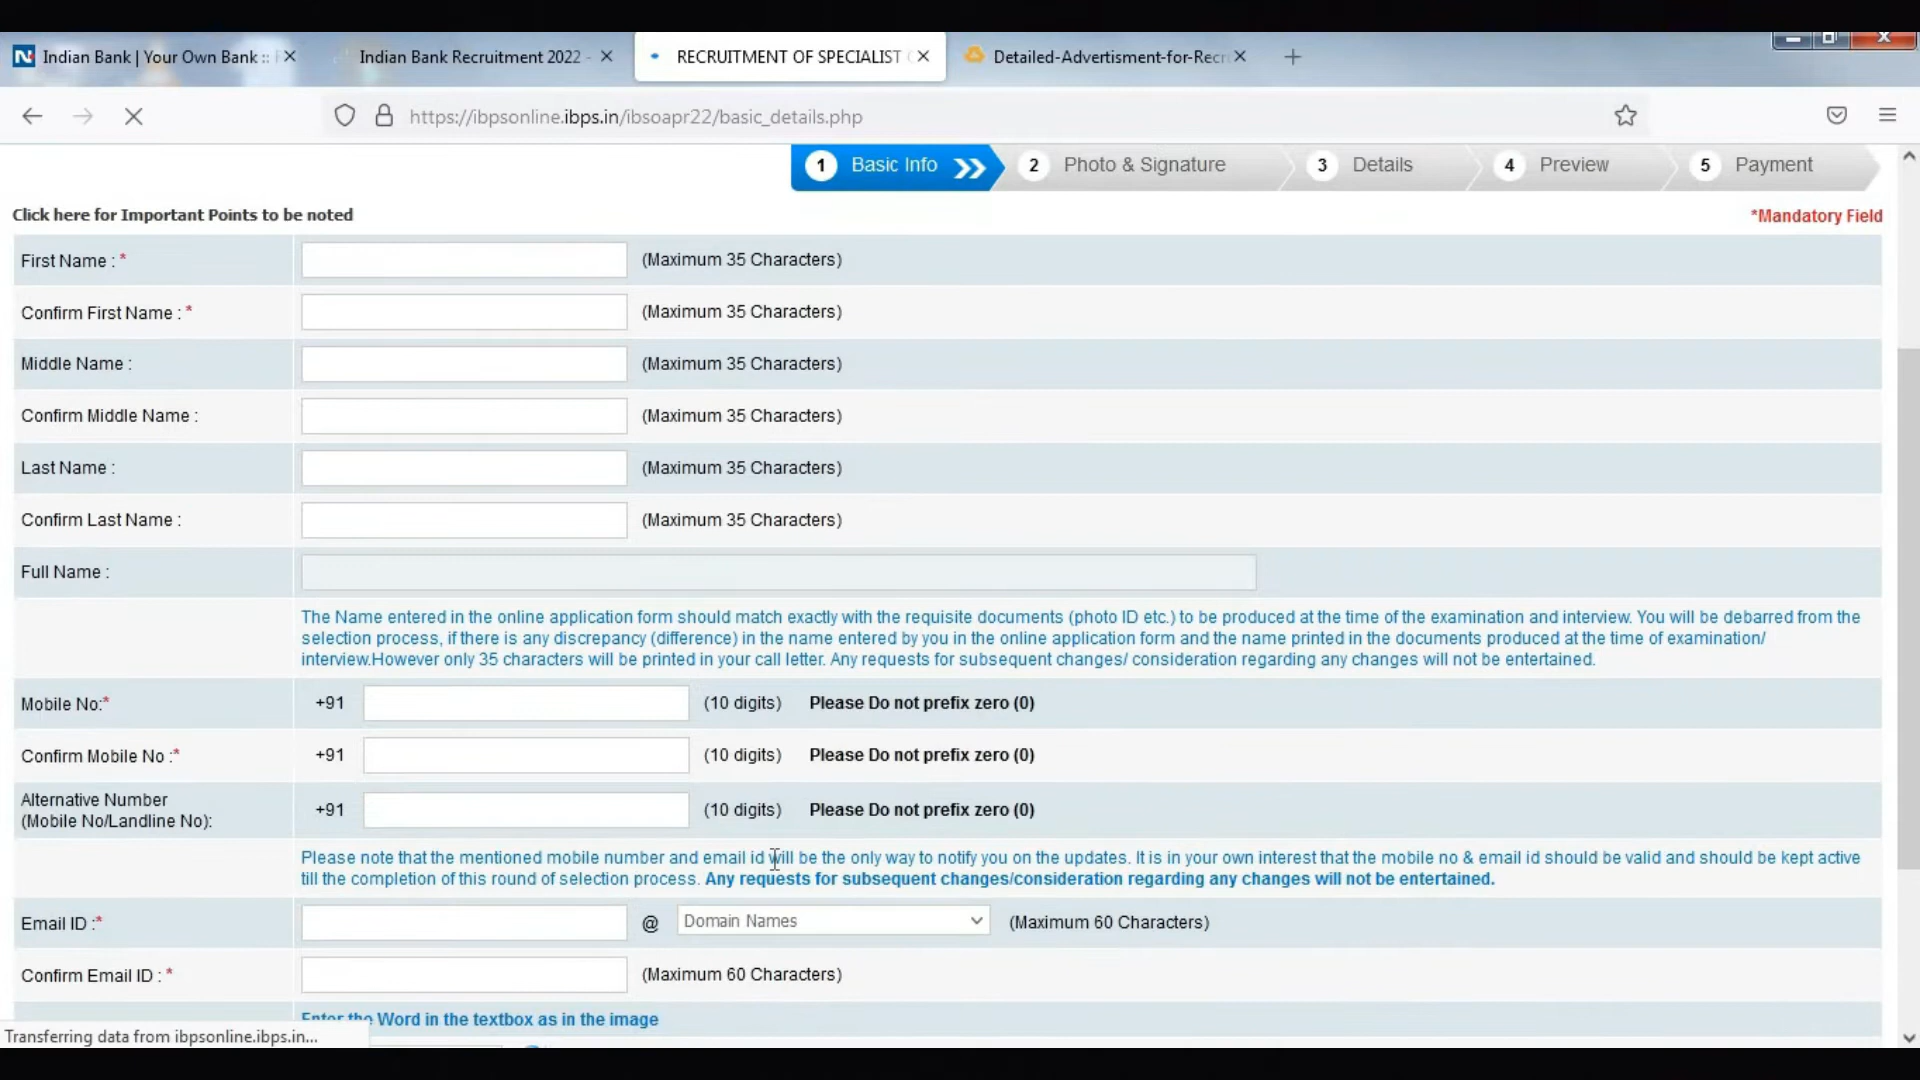 Indian Bank | Your Own Bank ::
Indian Bank Recruitment 2022 -
RECRUITMENT OF SPECIALIST
Detailed-Advertisment-for-Recr
https://ibpsonline.ibps.in/ibsoapr22/basic_details.php
1 Basic Info
2 Photo & Signature
3 Details
4 Preview
5 Payment
Click here for Important Points to be noted
*Mandatory Field
First Name : * (Maximum 35 Characters)
Confirm First Name : * (Maximum 35 Characters)
Middle Name : (Maximum 35 Characters)
Confirm Middle Name : (Maximum 35 Characters)
Last Name : (Maximum 35 Characters)
Confirm Last Name : (Maximum 35 Characters)
Full Name :
The Name entered in the online application form should match exactly with the requisite documents (photo ID etc.) to be produced at the time of the examination and interview. You will be debarred from the
selection process, if there is any discrepancy (difference) in the name entered by you in the online application form and the name printed in the documents produced at the time of examination/
interview.However only 35 characters will be printed in your call letter. Any requests for subsequent changes/ consideration regarding any changes will not be entertained.
Mobile No:* +91 (10 digits) Please Do not prefix zero (0)
Confirm Mobile No :* +91 (10 digits) Please Do not prefix zero (0)
Alternative Number
(Mobile No/Landline No): +91 (10 digits) Please Do not prefix zero (0)
Please note that the mentioned mobile number and email id will be the only way to notify you on the updates. It is in your own interest that the mobile no & email id should be valid and should be kept active
till the completion of this round of selection process. Any requests for subsequent changes/consideration regarding any changes will not be entertained.
Email ID :* @ Domain Names (Maximum 60 Characters)
Confirm Email ID : * (Maximum 60 Characters)
Enter the Word in the textbox as in the image
Transferring data from ibpsonline.ibps.in...